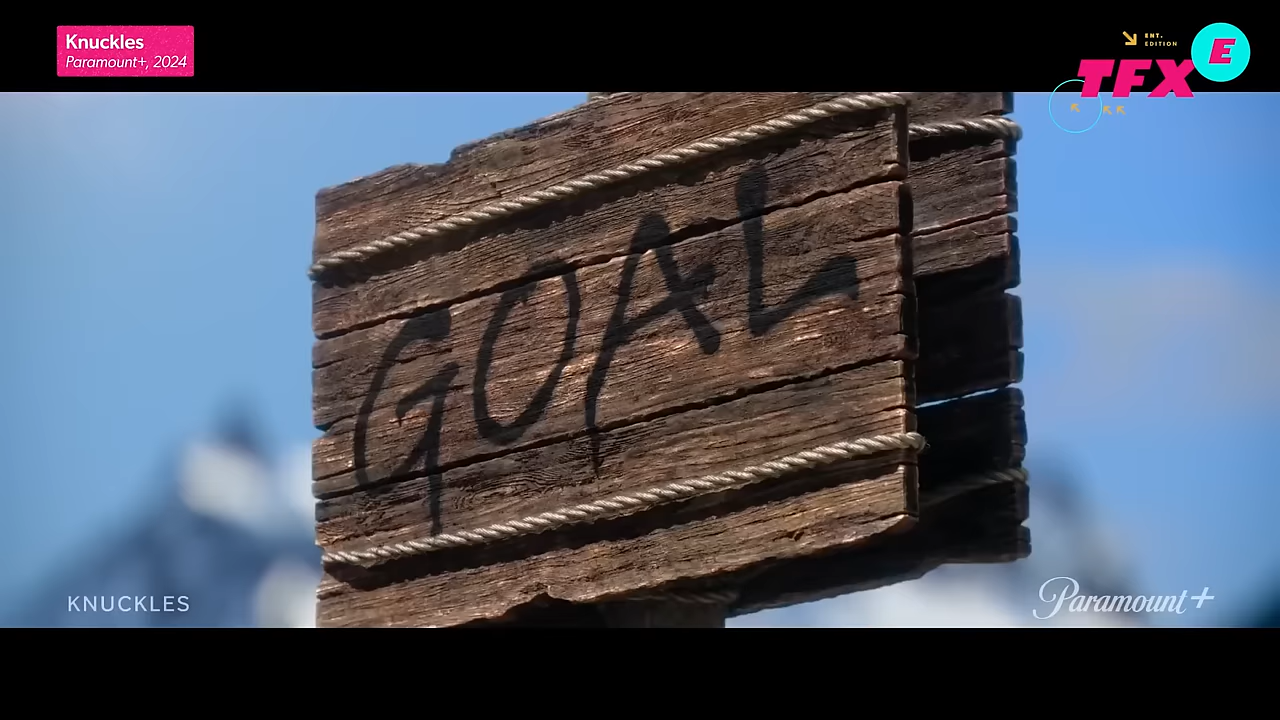 Knuckles
Paramount+, 2024
ENT.
EDITION
TFX
E
GOAL
KNUCKLES
Paramount+